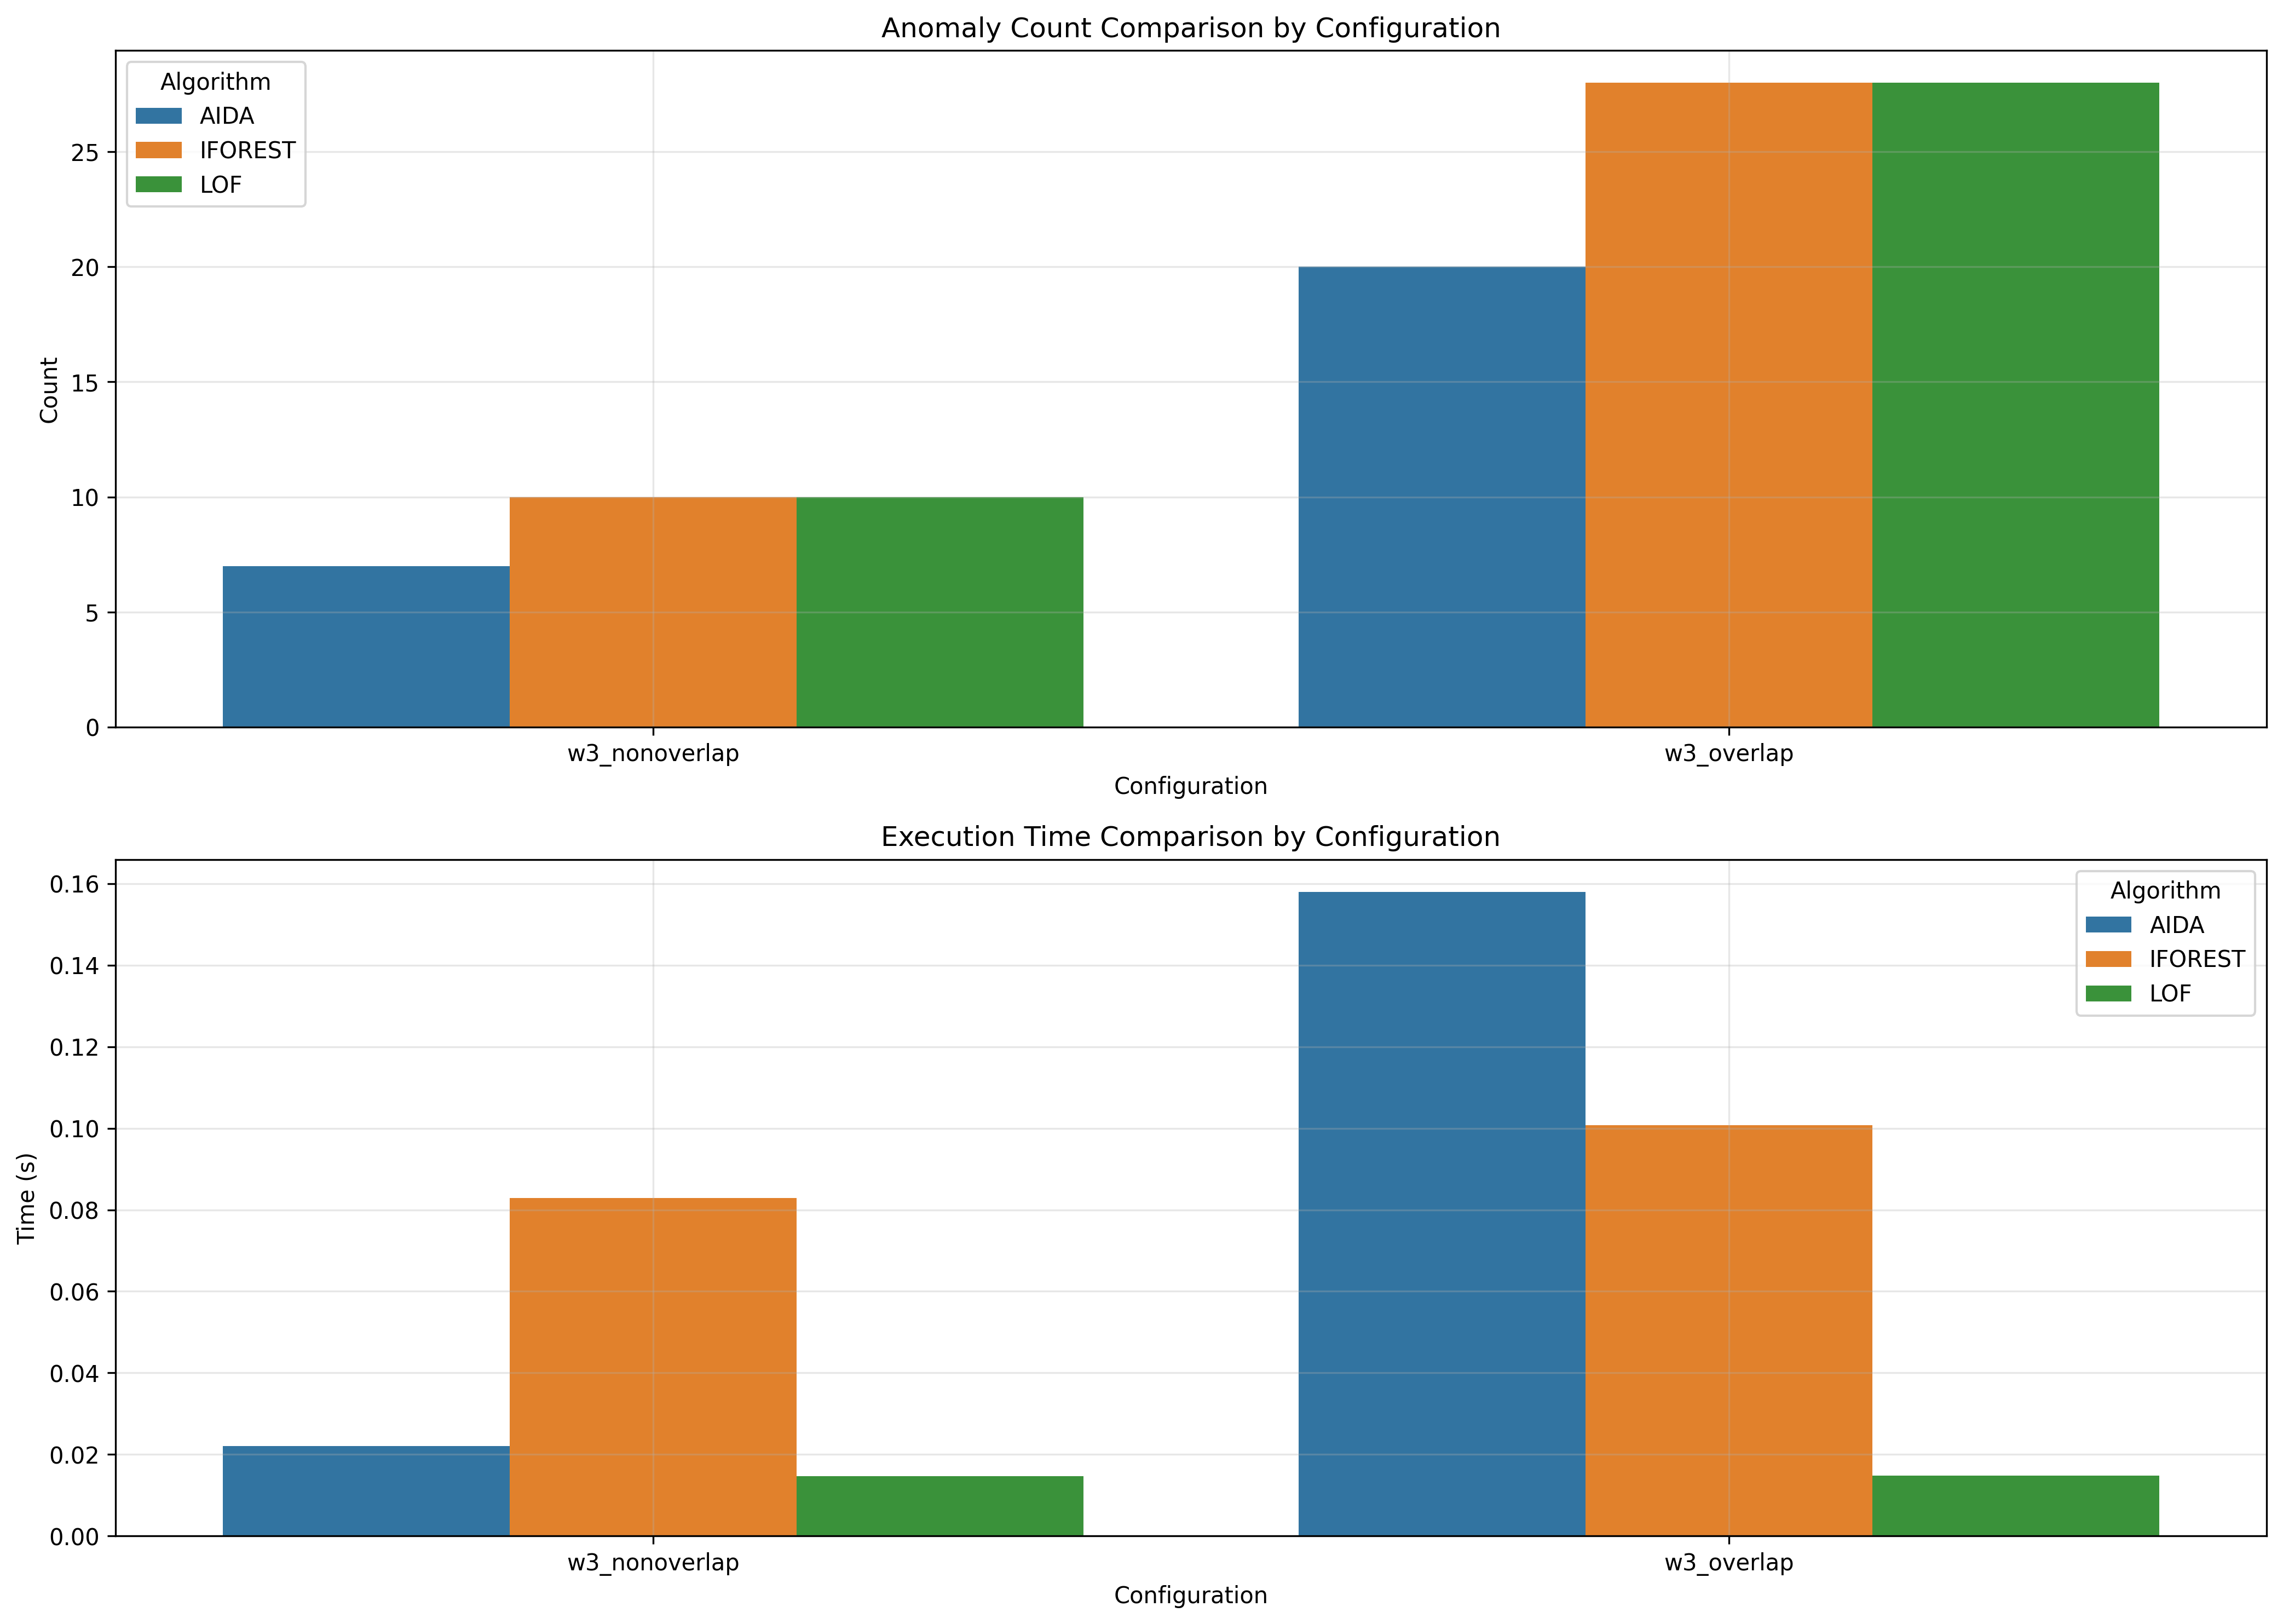 Anomaly Count Comparison by Configuration
Algorithm
AIDA
IFOREST
LOF
25
20
15
10
5
0
Count
w3_nonoverlap
w3_overlap
Configuration
Execution Time Comparison by Configuration
Algorithm
AIDA
IFOREST
LOF
0.16
0.14
0.12
0.10
0.08
0.06
0.04
0.02
0.00
Time (s)
w3_nonoverlap
w3_overlap
Configuration